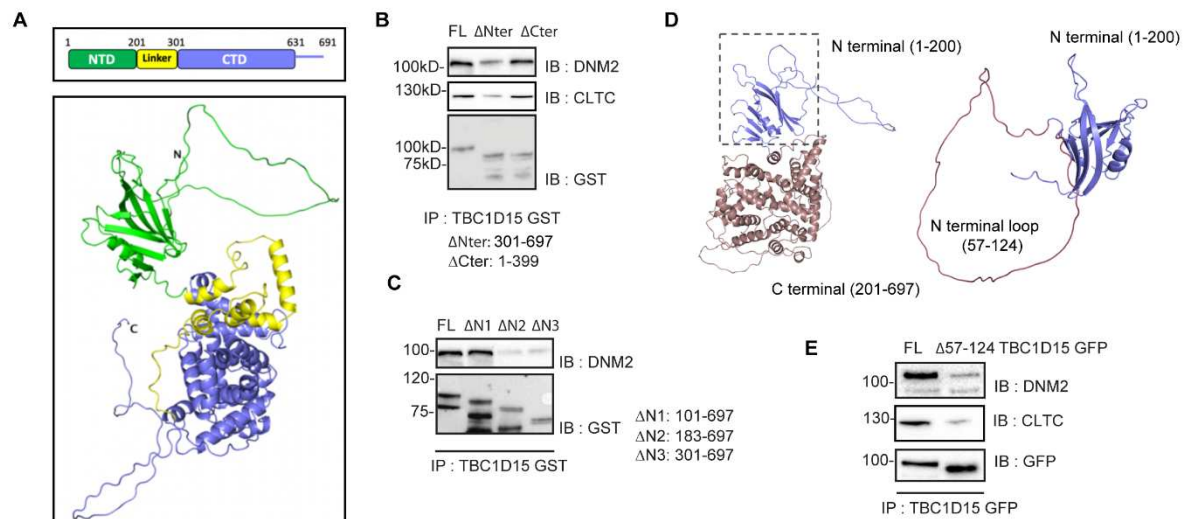 A
1 201 301 631 691
NTD Linker CTD
N
C
B
FL ΔNter ΔCter
100kD- IB : DNM2
130kD-
IB : CLTC
100kD-
75kD-
IB : GST
IP : TBC1D15 GST
ΔNter: 301-697
ΔCter: 1-399
C
FL ΔN1 ΔN2 ΔN3
100- IB : DNM2
120-
75-
IB : GST
IP : TBC1D15 GST
ΔN1: 101-697
ΔN2: 183-697
ΔN3: 301-697
D
N terminal (1-200)
C terminal (201-697)
N terminal (1-200)
N terminal loop
(57-124)
E
FL Δ57-124 TBC1D15 GFP
100-
IB : DNM2
130- IB : CLTC
100- IB : GFP
IP : TBC1D15 GFP